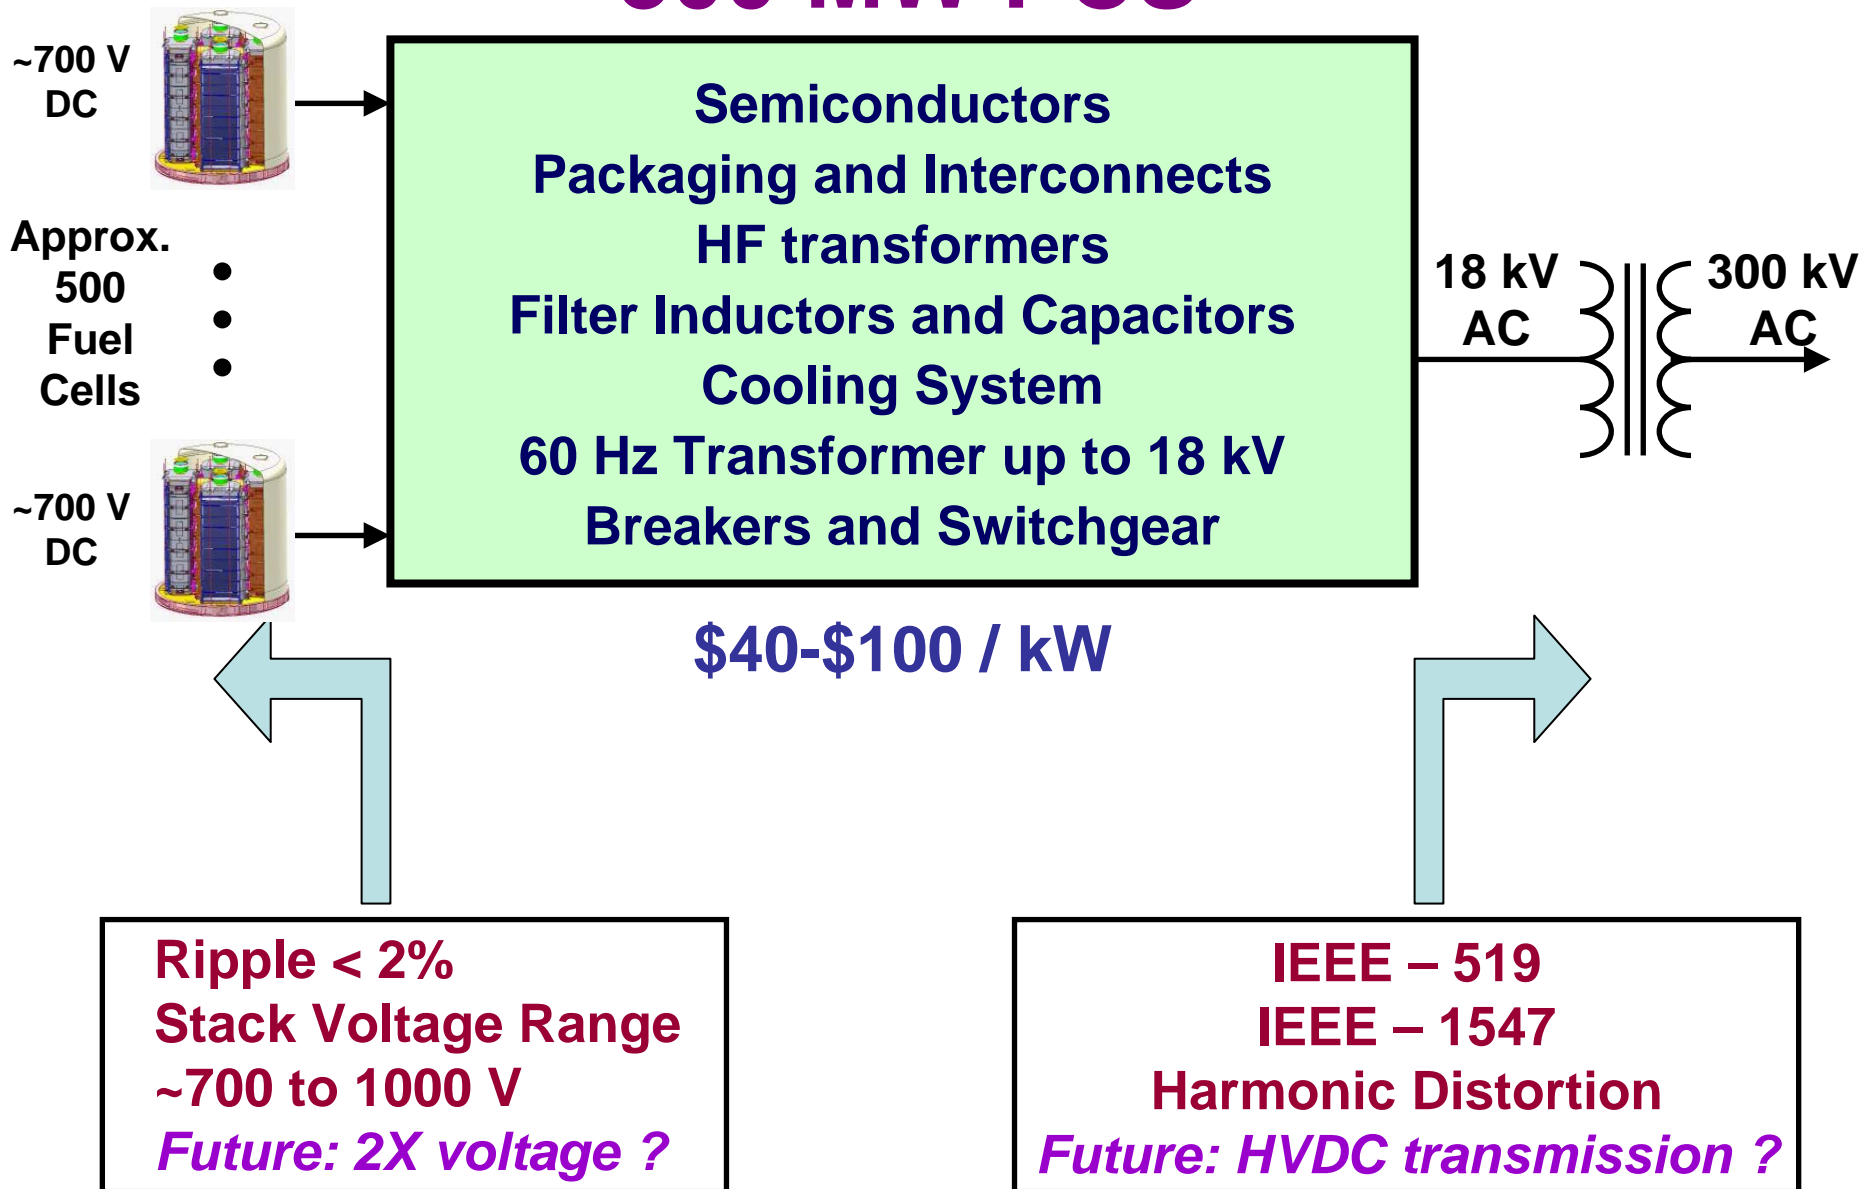 MW PCS
~700 V
DC
Approx.
500
Fuel
Cells
~700 V
DC
Semiconductors
Packaging and Interconnects
HF transformers
Filter Inductors and Capacitors
Cooling System
60 Hz Transformer up to 18 kV
Breakers and Switchgear
18 kV
AC
300 kV
AC
$40-$100 / kW
Ripple < 2%
Stack Voltage Range
~700 to 1000 V
Future: 2X voltage ?
IEEE – 519
IEEE – 1547
Harmonic Distortion
Future: HVDC transmission ?